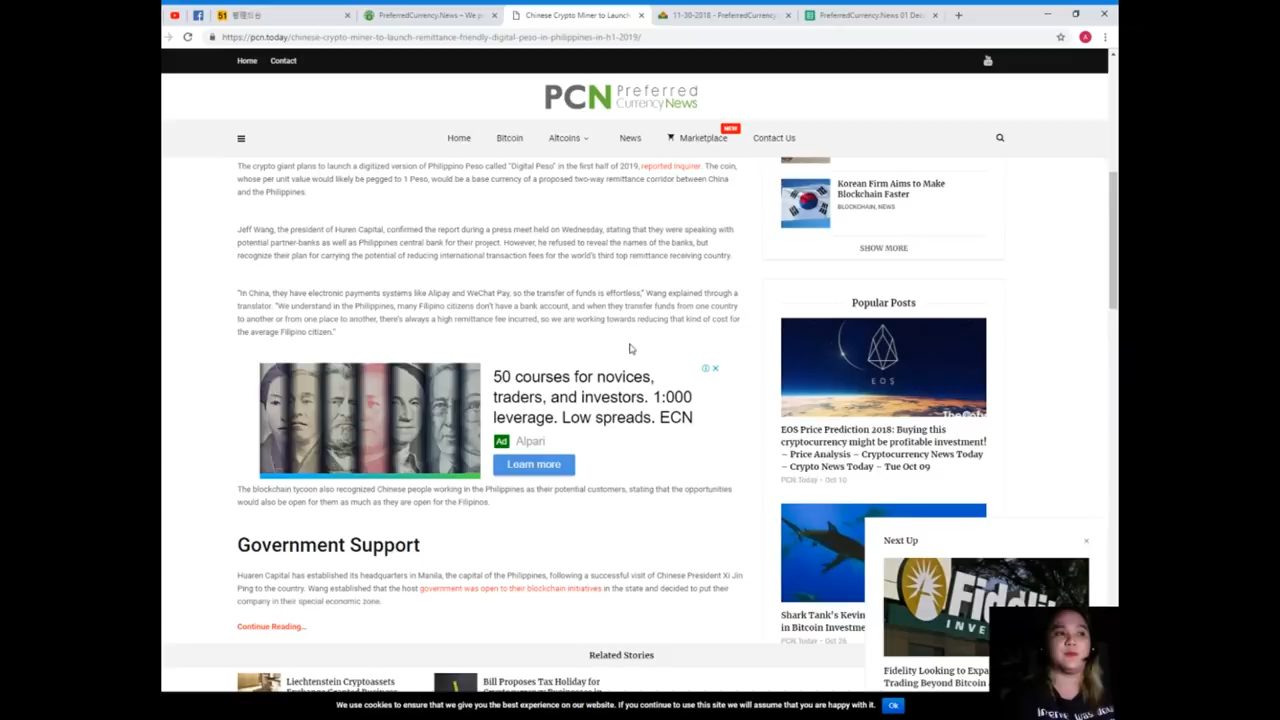 51 管理后台
PreferredCurrency.News – We p
Chinese Crypto Miner to Launch
11-30-2018 - PreferredCurrency
PreferredCurrency.News 01 De
https://pcn.today/chinese-crypto-miner-to-launch-remittance-friendly-digital-peso-in-philippines-in-h1-2019/
Home Contact
PCN Preferred
CurrencyNews
NEW
Home Bitcoin Altcoins News Marketplace Contact Us
The crypto giant plans to launch a digitized version of Philippino Peso called "Digital Peso" in the first half of 2019, reported Inquirer. The coin,
whose per unit value would likely be pegged to 1 Peso, would be a base currency of a proposed two-way remittance corridor between China
and the Philippines.
Jeff Wang, the president of Huren Capital, confirmed the report during a press meet held on Wednesday, stating that they were speaking with
potential partner-banks as well as Philippines central bank for their project. However, he refused to reveal the names of the banks, but
recognize their plan for carrying the potential of reducing international transaction fees for the world's third top remittance receiving country.
"In China, they have electronic payments systems like Alipay and WeChat Pay, so the transfer of funds is effortless," Wang explained through a
translator. "We understand in the Philippines, many Filipino citizens don't have a bank account, and when they transfer funds from one country
to another or from one place to another, there's always a high remittance fee incurred, so we are working towards reducing that kind of cost for
the average Filipino citizen."
50 courses for novices,
traders, and investors. 1:000
leverage. Low spreads. ECN
Ad Alpari
Learn more
The blockchain tycoon also recognized Chinese people working in the Philippines as their potential customers, stating that the opportunities
would also be open for them as much as they are open for the Filipinos.
Government Support
Huaren Capital has established its headquarters in Manila, the capital of the Philippines, following a successful visit of Chinese President Xi Jin
Ping to the country. Wang established that the host government was open to their blockchain initiatives in the state and decided to put their
company in their special economic zone.
Continue Reading...
Korean Firm Aims to Make
Blockchain Faster
BLOCKCHAIN, NEWS
SHOW MORE
Popular Posts
EOS
EOS Price Prediction 2018: Buying this
cryptocurrency might be profitable investment!
– Price Analysis – Cryptocurrency News Today
– Crypto News Today – Tue Oct 09
PCN.Today - Oct 10
Shark Tank's Kevin
in Bitcoin Investme
PCN.Today - Oct 26
Next Up
Fidelity Looking to Expa
Trading Beyond Bitcoin
Related Stories
Liechtenstein Cryptoassets
Exchange Granted Business
Bill Proposes Tax Holiday for
Cryptocurrency Businesses in
We use cookies to ensure that we give you the best experience on our website. If you continue to use this site we will assume that you are happy with it. Ok